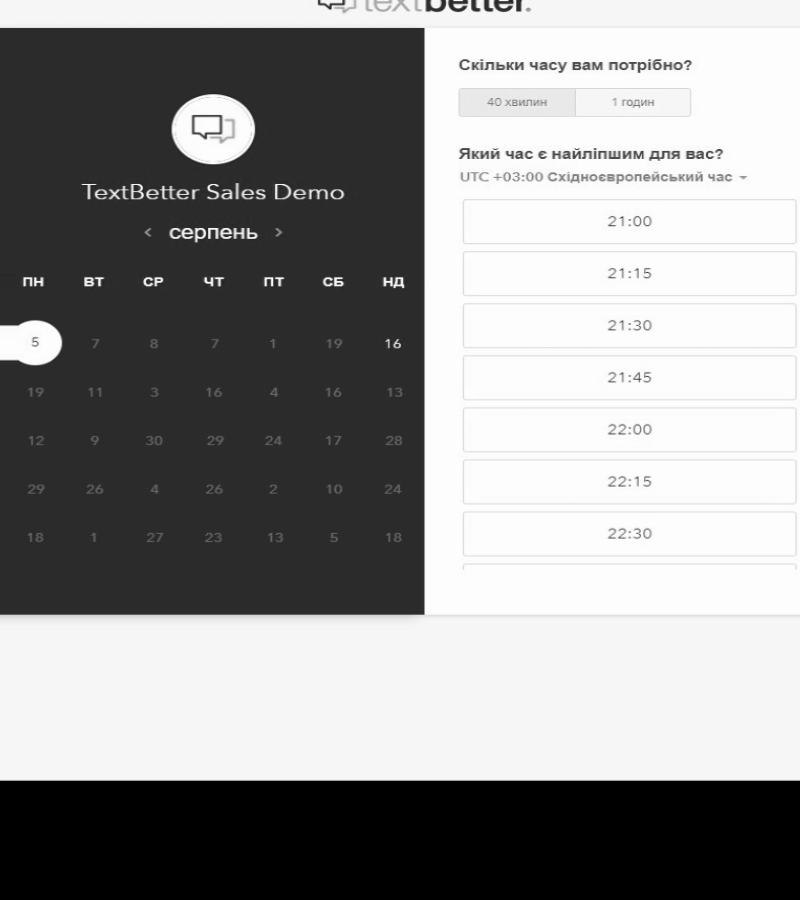 textbetter.
TextBetter Sales Demo
‹ серпень ›
ПН ВТ СР ЧТ ПТ СБ НД
5 7 8 7 1 19 16
19 11 3 16 4 16 13
12 9 30 29 24 17 28
29 26 4 26 2 10 24
18 1 27 23 13 5 18
Скільки часу вам потрібно?
40 хвилин 1 годин
Який час є найліпшим для вас?
UTC +03:00 Східноєвропейський час
21:00
21:15
21:30
21:45
22:00
22:15
22:30